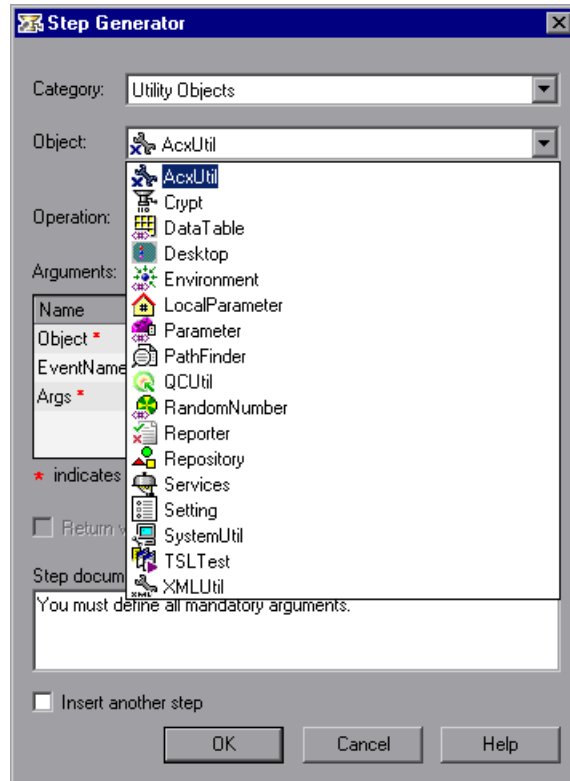 Step Generator
Category: Utility Objects
Object: AcxUtil
AcxUtil
Crypt
Operation:
DataTable
Desktop
Arguments:
Environment
Name
LocalParameter
Object *
Parameter
EventName
PathFinder
Args *
QCUtil
RandomNumber
Reporter
Repository
* indicates
Services
Setting
Return v
SystemUtil
TSLTest
Step docum
XMLUtil
You must define all mandatory arguments.
Insert another step
OK Cancel Help